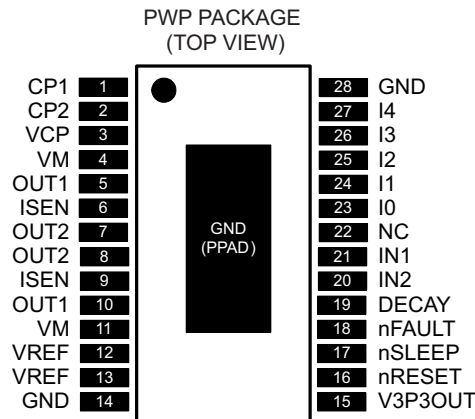 PWP PACKAGE
(TOP VIEW)
CP1 1 28 GND
CP2 2 27 I4
VCP 3 26 I3
VM 4 25 I2
OUT1 5 24 I1
ISEN 6 23 I0
OUT2 7 GND 22 NC
OUT2 8 (PPAD) 21 IN1
ISEN 9 20 IN2
OUT1 10 19 DECAY
VM 11 18 nFAULT
VREF 12 17 nSLEEP
VREF 13 16 nRESET
GND 14 15 V3P3OUT